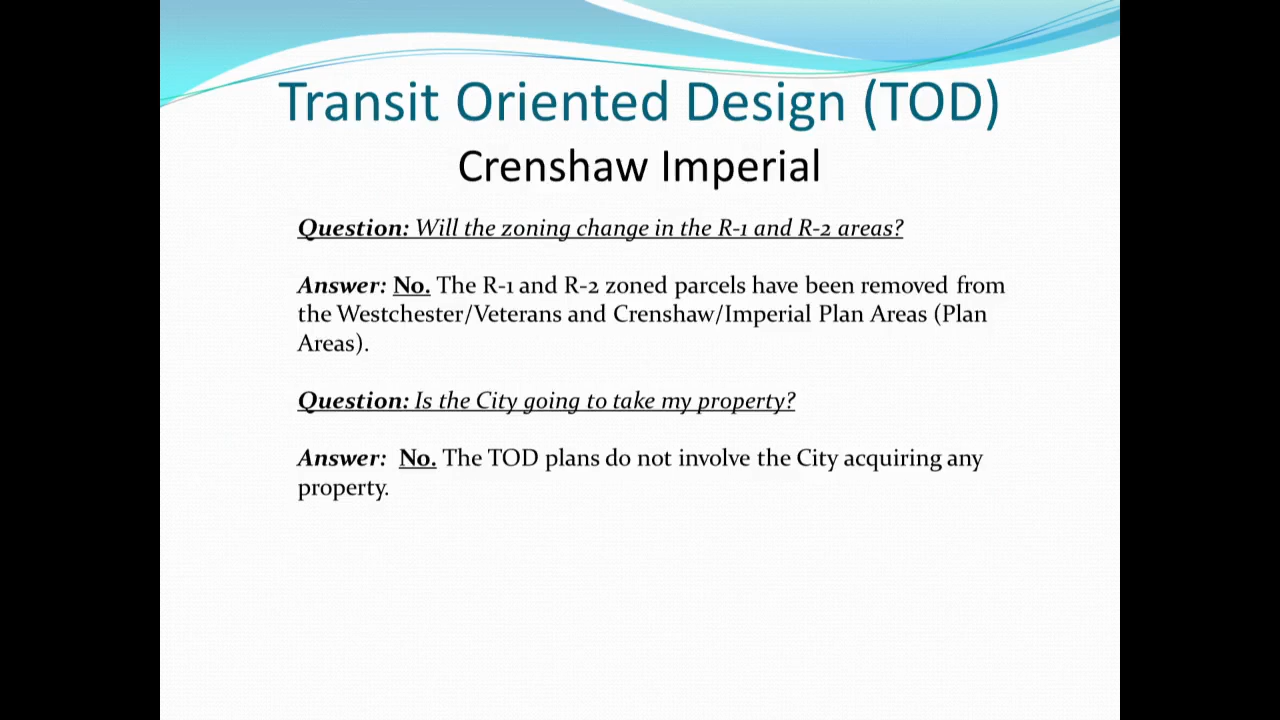 Transit Oriented Design (TOD)
Crenshaw Imperial
Question: Will the zoning change in the R-1 and R-2 areas?
Answer: No. The R-1 and R-2 zoned parcels have been removed from
the Westchester/Veterans and Crenshaw/Imperial Plan Areas (Plan
Areas).
Question: Is the City going to take my property?
Answer: No. The TOD plans do not involve the City acquiring any
property.